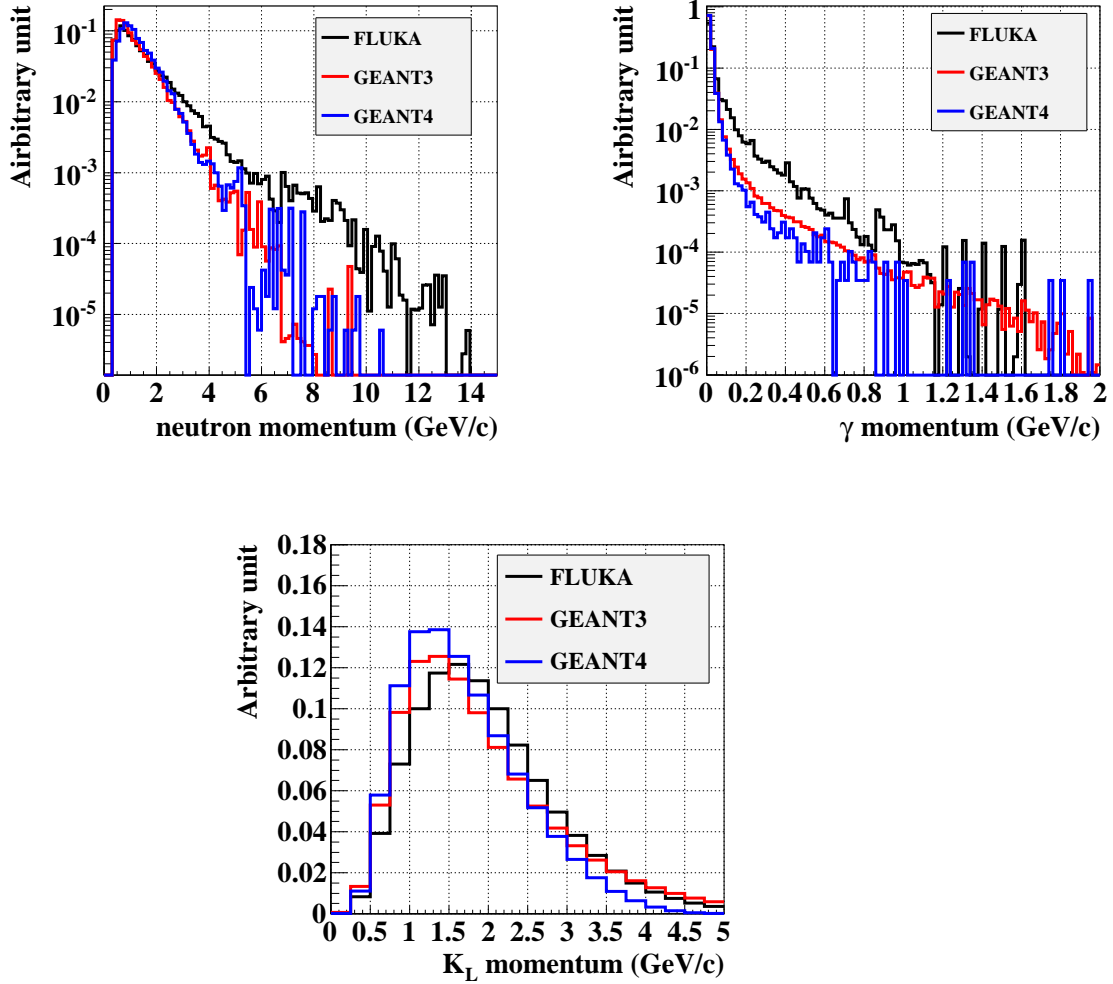 Airbitrary unit
10⁻¹
10⁻²
10⁻³
10⁻⁴
10⁻⁵
FLUKA
GEANT3
GEANT4
0 2 4 6 8 10 12 14
neutron momentum (GeV/c)
Airbitrary unit
1
10⁻¹
10⁻²
10⁻³
10⁻⁴
10⁻⁵
10⁻⁶
FLUKA
GEANT3
GEANT4
0 0.2 0.4 0.6 0.8 1 1.2 1.4 1.6 1.8 2
γ momentum (GeV/c)
Arbitrary unit
0.18
0.16
0.14
0.12
0.1
0.08
0.06
0.04
0.02
0
FLUKA
GEANT3
GEANT4
0 0.5 1 1.5 2 2.5 3 3.5 4 4.5 5
K_L momentum (GeV/c)